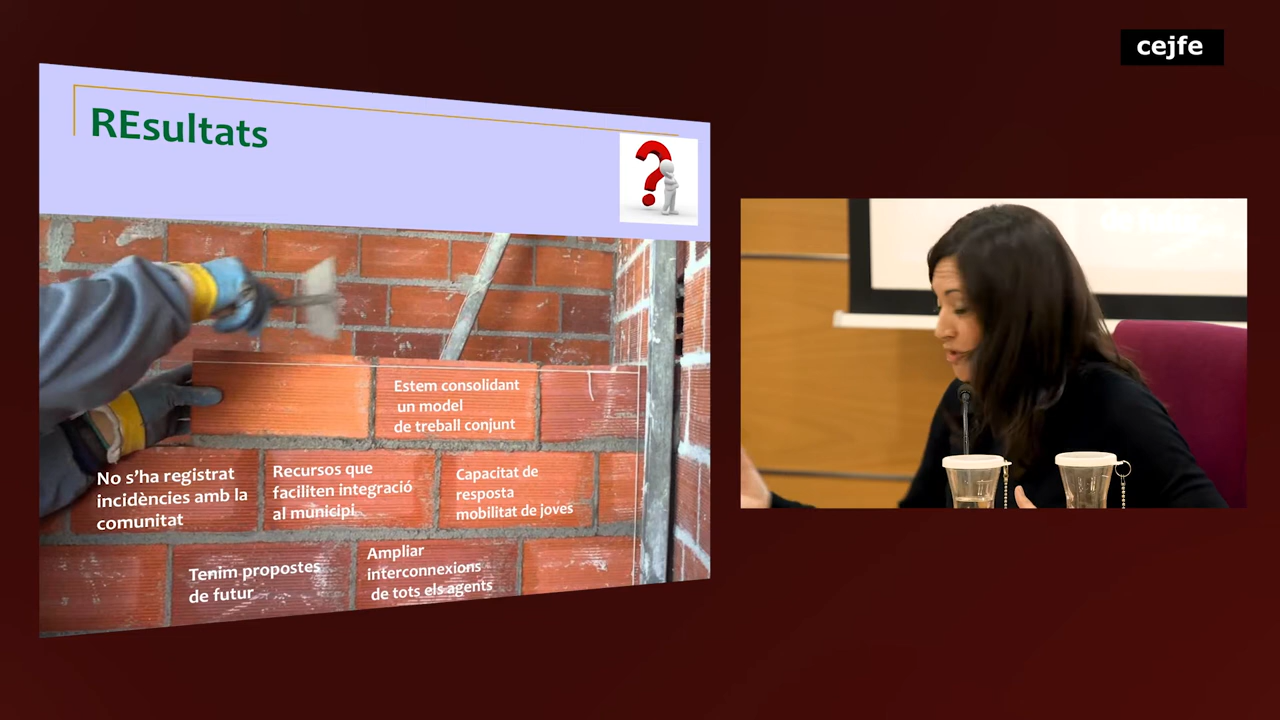 cejfe
REsultats
Estem consolidant
un model
de treball conjunt
No s'ha registrat
incidències amb la
comunitat
Recursos que
faciliten integració
al municipi
Capacitat de
resposta
mobilitat de joves
Tenim propostes
de futur
Ampliar
interconnexions
de tots els agents